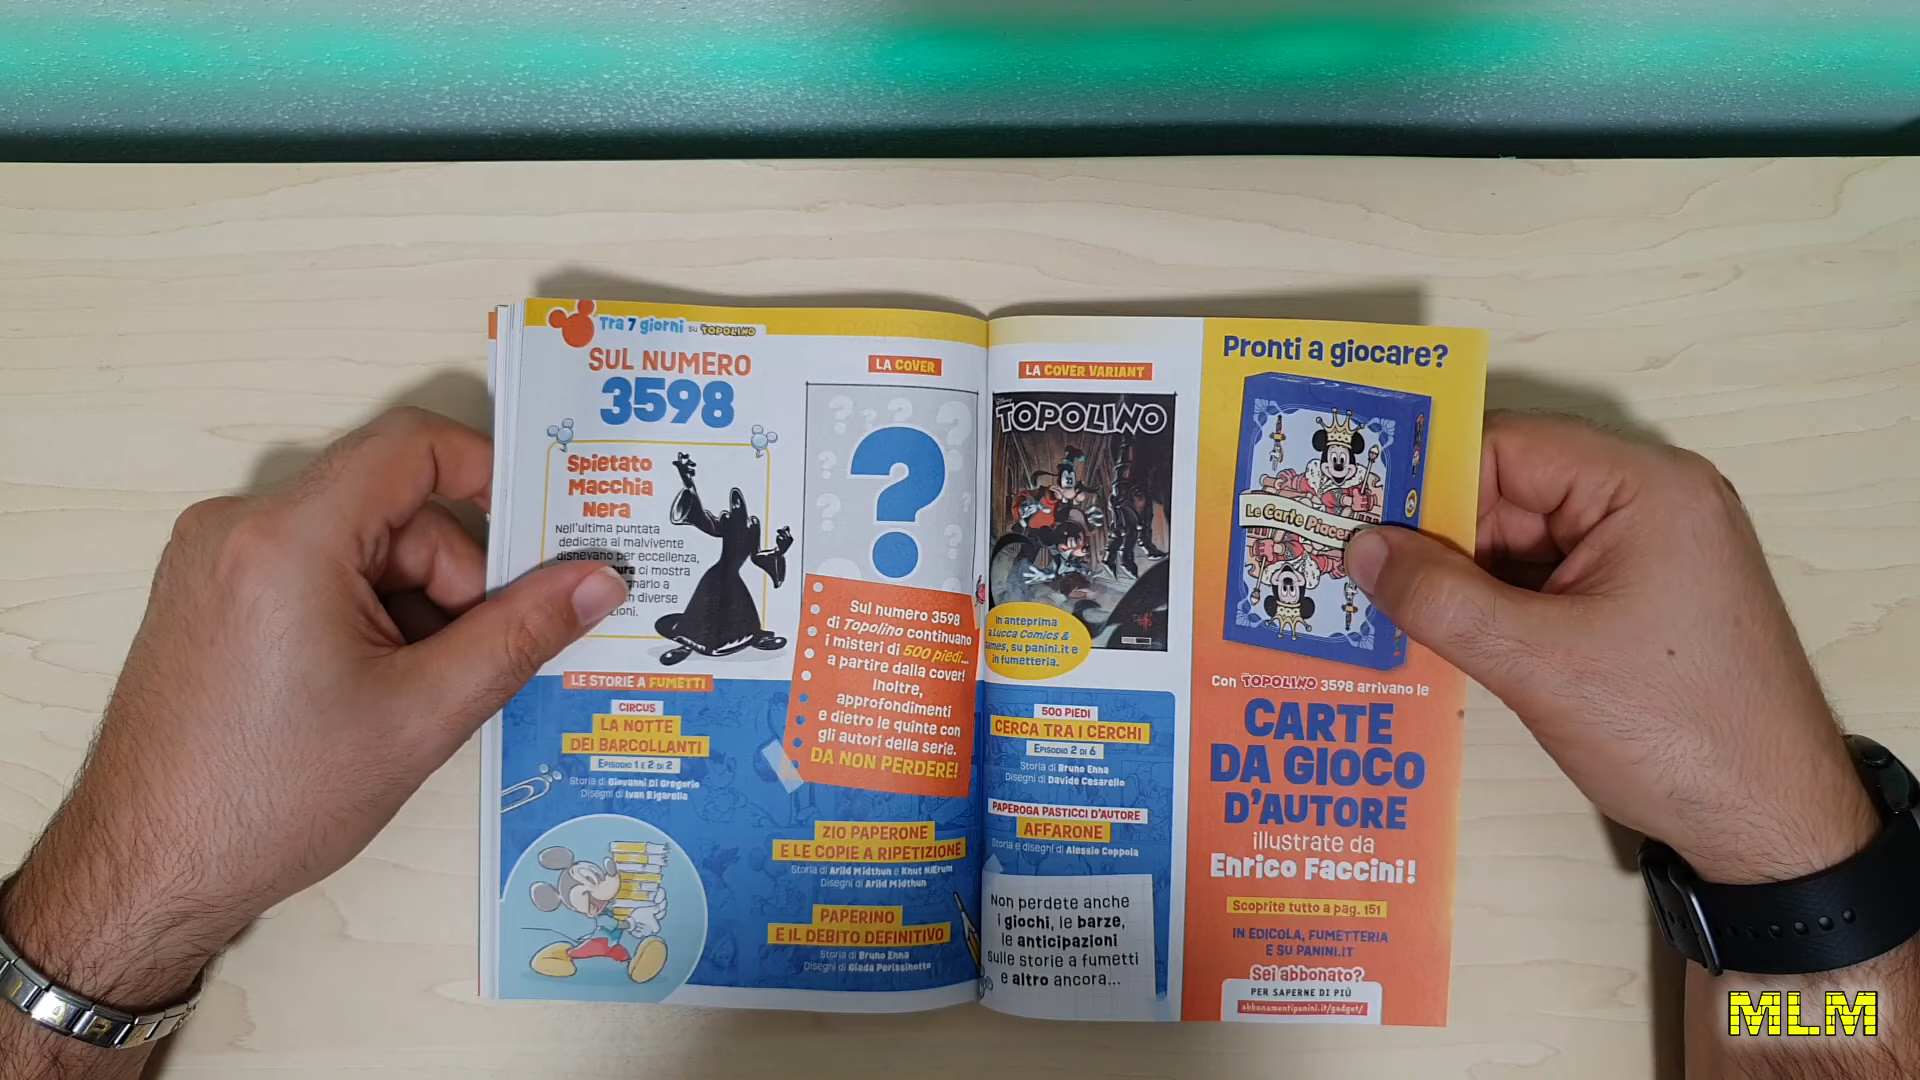 Tra 7 giorni su TOPOLINO
SUL NUMERO
3598
Spietato
Macchia
Nera
Nell'ultima puntata
dedicata al malvivente
disneyano per eccellenza,
ci mostra
a
diverse
LE STORIE A FUMETTI
CIRCUS
LA NOTTE
DEI BARCOLLANTI
EPISODIO 1 E 2 DI 2
Storia di Giovanni Di Gregorio
Disegni di Ivan Bigarella
LA COVER
?
Sul numero 3598
di Topolino continuano
i misteri di 500 piedi...
a partire dalla cover!
Inoltre,
approfondimenti
e dietro le quinte con
gli autori della serie.
DA NON PERDERE!
ZIO PAPERONE
E LE COPIE A RIPETIZIONE
Storia di Arild Midthun e Knut Nærum
Disegni di Arild Midthun
PAPERINO
E IL DEBITO DEFINITIVO
Storia di Bruno Enna
Disegni di Giada Perissinotto
LA COVER VARIANT
Disney
TOPOLINO
In anteprima
a Lucca Comics &
Games, su panini.it e
in fumetteria.
500 PIEDI
CERCA TRA I CERCHI
EPISODIO 2 DI 6
Storia di Bruno Enna
Disegni di Davide Cesarello
PAPEROGA PASTICCI D'AUTORE
AFFARONE
Storia e disegni di Alessio Coppola
Non perdete anche
i giochi, le barze,
le anticipazioni
sulle storie a fumetti
e altro ancora...
Pronti a giocare?
Le Carte
Con TOPOLINO 3598 arrivano le
CARTE
DA GIOCO
D'AUTORE
illustrate da
Enrico Faccini!
Scoprite tutto a pag. 151
IN EDICOLA, FUMETTERIA
E SU PANINI.IT
Sei abbonato?
PER SAPERNE DI PIÙ
abbonamentipanini.it/gadget/
MLM